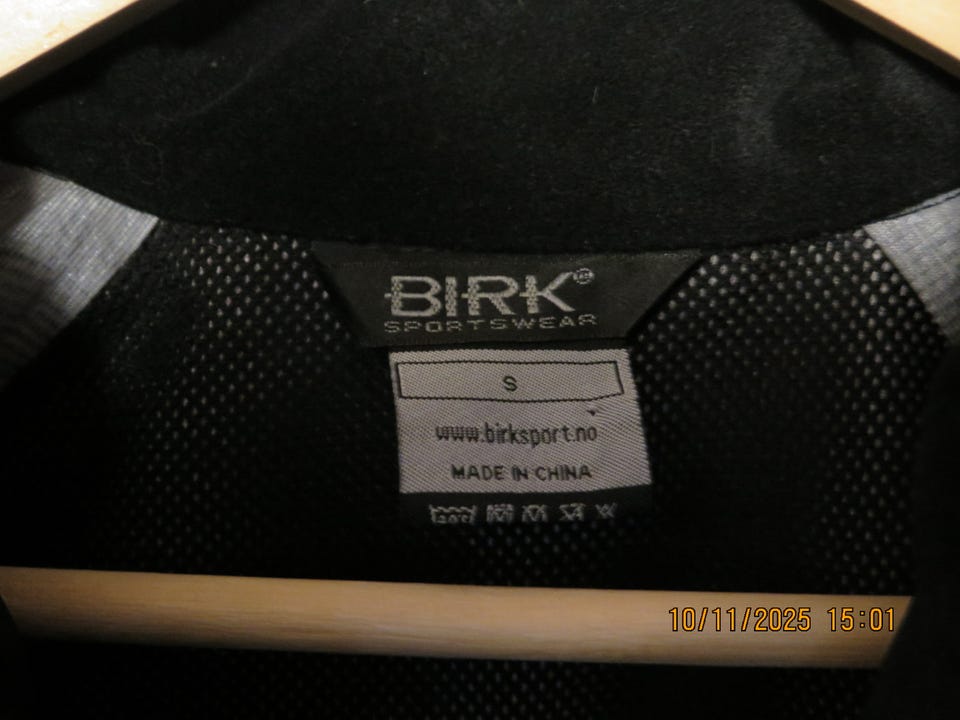 BIRK
SPORTSWEAR
S
www.birksport.no
MADE IN CHINA
10/11/2025 15:01